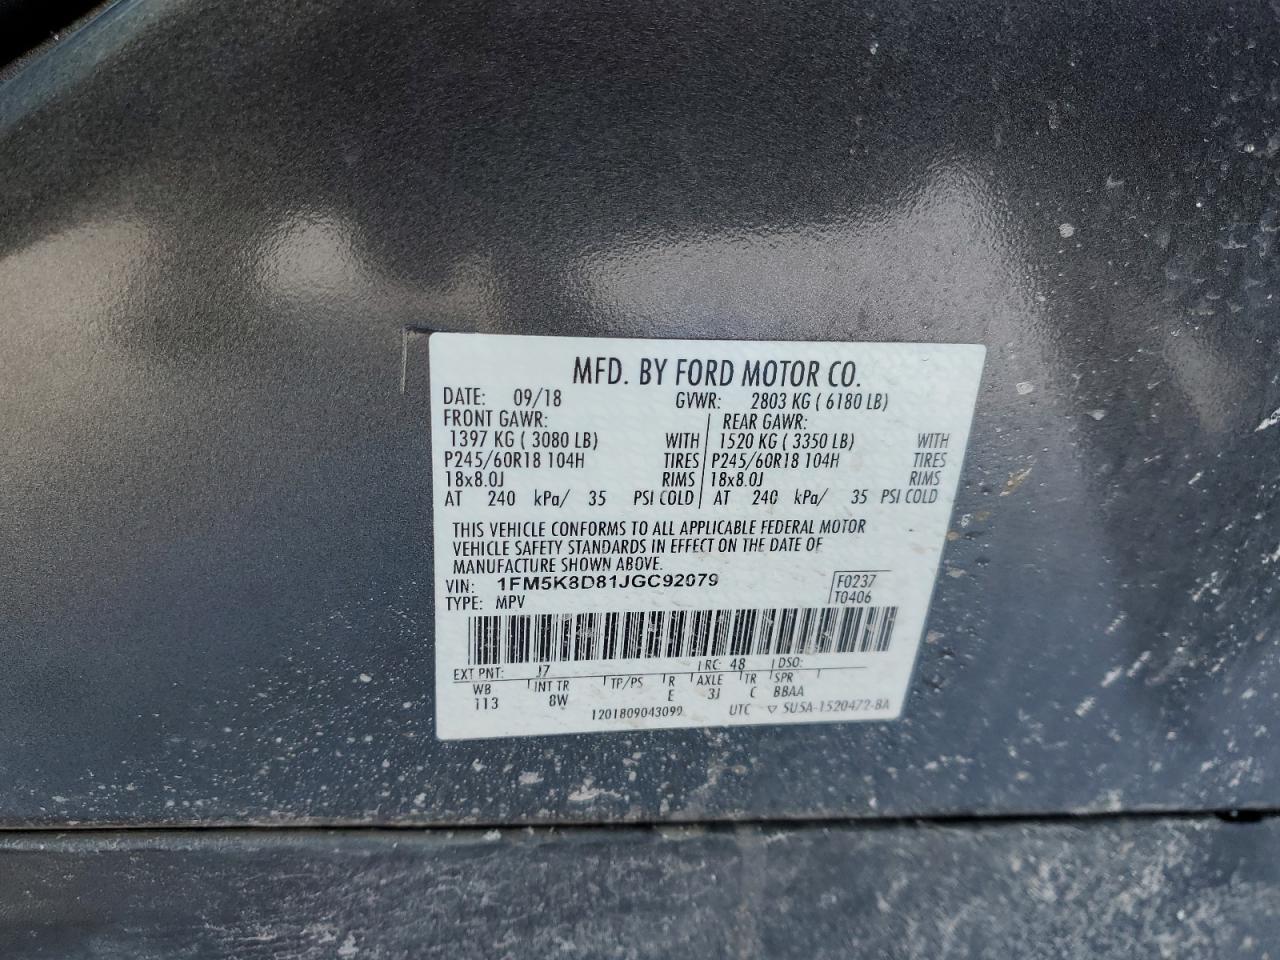 MFD. BY FORD MOTOR CO.
DATE: 09/18 GVWR: 2803 KG ( 6180 LB)
FRONT GAWR: REAR GAWR:
1397 KG ( 3080 LB) WITH 1520 KG ( 3350 LB) WITH
P245/60R18 104H TIRES P245/60R18 104H TIRES
18x8.0J RIMS 18x8.0J RIMS
AT 240 kPa/ 35 PSI COLD AT 240 kPa/ 35 PSI COLD
THIS VEHICLE CONFORMS TO ALL APPLICABLE FEDERAL MOTOR
VEHICLE SAFETY STANDARDS IN EFFECT ON THE DATE OF
MANUFACTURE SHOWN ABOVE.
VIN: 1FM5K8D81JGC92079 F0237
TYPE: MPV T0406
EXT PNT: J7 RC: 48 DSO:
WB INT TR TP/PS R AXLE TR SPR
113 8W E 3J C BBAA
1201809043099 UTC ▽ 5U5A-1520472-BA